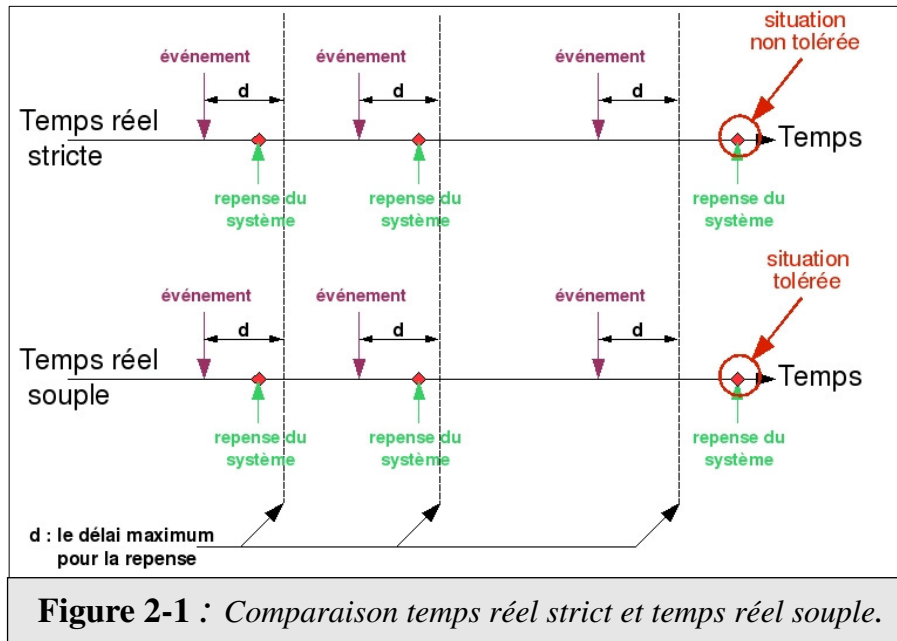 situation
non tolérée
événement
événement
événement
d
d
d
Temps réel
stricte
Temps
repense du
système
repense du
système
repense du
système
situation
tolérée
événement
événement
événement
d
d
d
Temps réel
souple
Temps
repense du
système
repense du
système
repense du
système
d : le délai maximum
pour la repense
Figure 2-1 : Comparaison temps réel strict et temps réel souple.